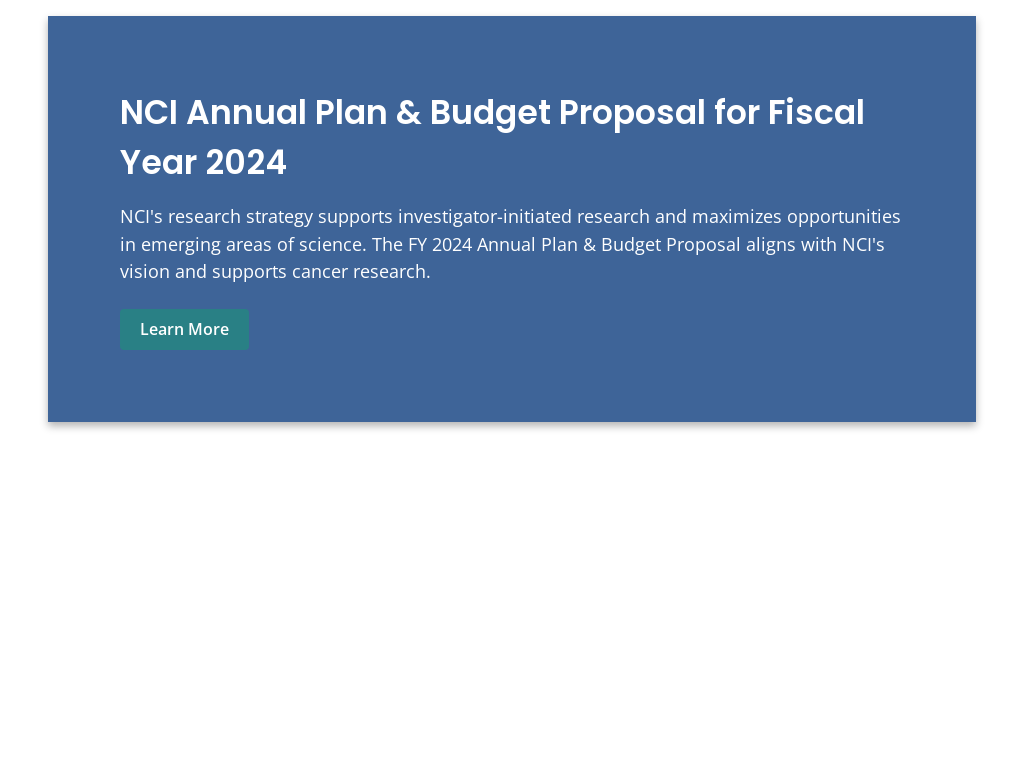 NCI Annual Plan & Budget Proposal for Fiscal
Year 2024
NCI's research strategy supports investigator-initiated research and maximizes opportunities
in emerging areas of science. The FY 2024 Annual Plan & Budget Proposal aligns with NCI's
vision and supports cancer research.
Learn More